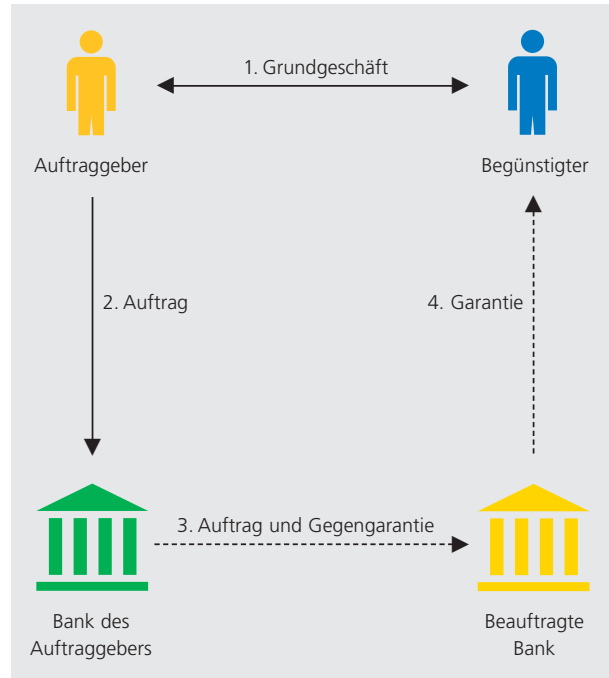 1. Grundgeschäft
Auftraggeber
Begünstigter
2. Auftrag
4. Garantie
3. Auftrag und Gegengarantie
Bank des
Auftraggebers
Beauftragte
Bank